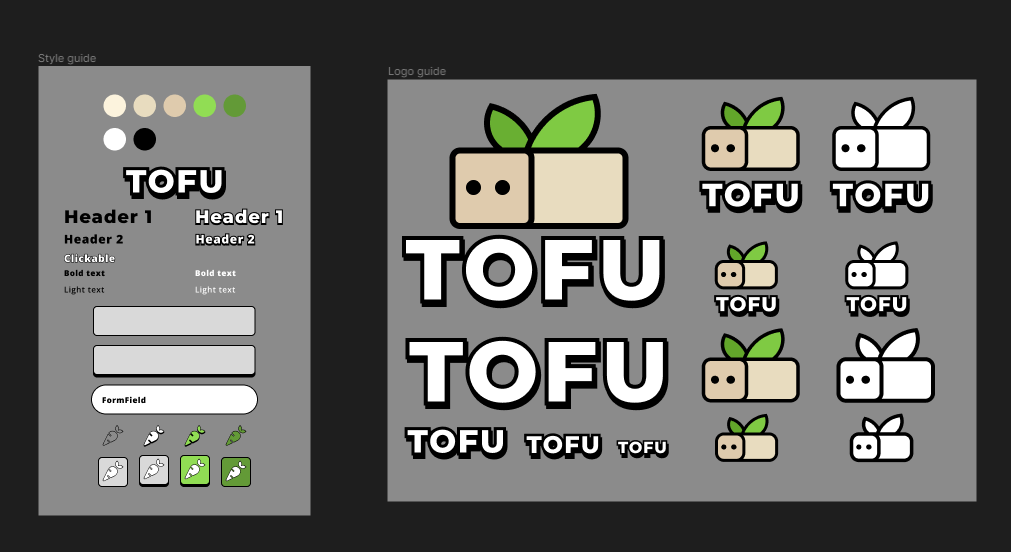 Style guide
TOFU
Header 1
Header 1
Header 2
Header 2
Clickable
Bold text
Bold text
Light text
Light text
FormField
Logo guide
TOFU
TOFU
TOFU
TOFU
TOFU
TOFU
TOFU
TOFU
TOFU